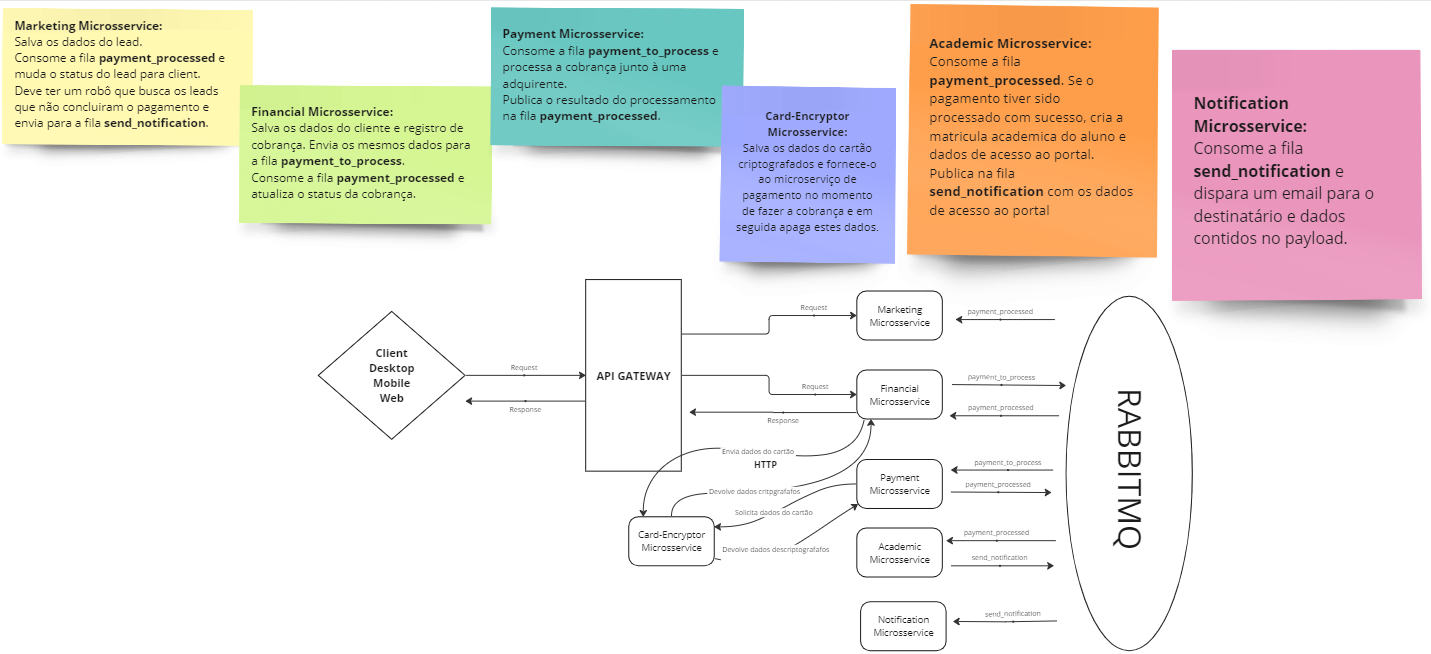 Marketing Microsserviço:
Salva os dados do lead.
Consome a fila payment_processed e
muda o status do lead para client.
Deve ter um robô que busca os leads
que não concluiram o pagamento e
envia para a fila send_notification.
Financial Microsservice:
Salva os dados do cliente e registro de
cobrança. Envia os mesmos dados para
a fila payment_to_process.
Consome a fila payment_processed e
atualiza o status da cobrança.
Payment Microsservice:
Consome a fila payment_to_process e
processa a cobrança junto à uma
adquirente.
Publica o resultado do processamento
na fila payment_processed.
Card-Encryptor
Microsservice:
Salva os dados do cartão
criptografados e fornece-o
ao microserviço de
pagamento no momento
de fazer a cobrança e em
seguida apaga estes dados.
Academic Microsservice:
Consome a fila
payment_processed. Se o
pagamento tiver sido
processado com sucesso, cria a
matricula academica do aluno e
dados de acesso ao portal.
Publica na fila
send_notification com os dados
de acesso ao portal
Notification
Microsservice:
Consome a fila
send_notification e
dispara um email para o
destinatário e dados
contidos no payload.
Client
Desktop
Mobile
Web
Request
Response
API GATEWAY
Request
Marketing
Microsservice
payment_processed
Request
Response
Financial
Microsservice
payment_to_process
payment_processed
Envia dados do cartão
HTTP
Devolve dados critpgrafafos
Solicita dados do cartão
Devolve dados descriptografafos
Card-Encryptor
Microsservice
Payment
Microsservice
payment_to_process
payment_processed
Academic
Microsservice
payment_processed
send_notification
Notification
Microsservice
send_notification
RABBITMQ